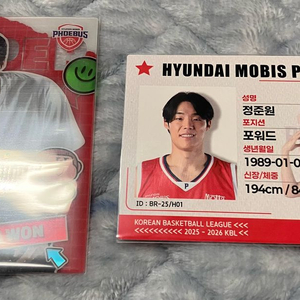 PHOEBUS
WON
HYUNDAI MOBIS P
성명
정준원
포지션
포워드
생년월일
1989-01-0
신장/체중
194cm / 8
ID : BR-25/H01
KOREAN BASKETBALL LEAGUE <<<
<<<<<<<<<<< 2025 - 2026 KBL <<